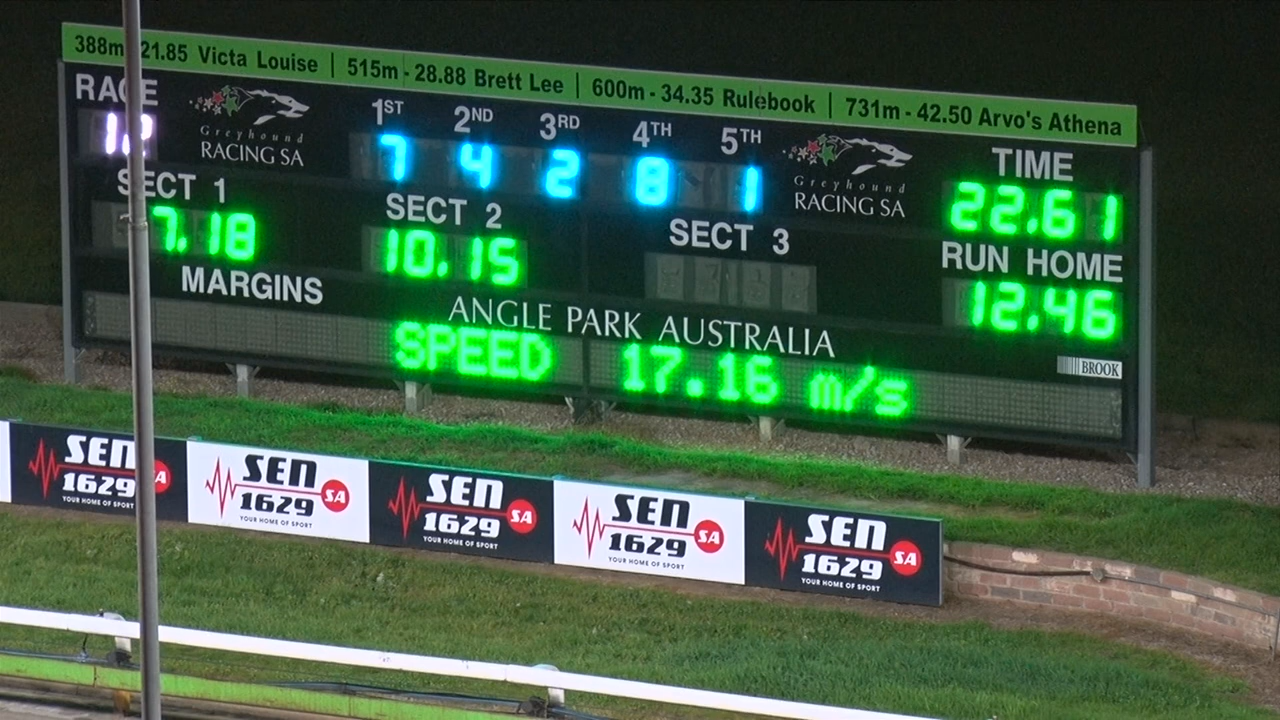 388m 21.85 Victa Louise | 515m - 28.88 Brett Lee | 600m - 34.35 Rulebook | 731m - 42.50 Arvo's Athena
RACE
12
Greyhound
RACING SA
1ST 2ND 3RD 4TH 5TH
7 4 2 8 1
Greyhound
RACING SA
TIME
22.61
SECT 1
7.18
SECT 2
10.15
SECT 3
RUN HOME
12.46
MARGINS
ANGLE PARK AUSTRALIA
SPEED 17.16 m/s
BROOK
SEN
1629 SA
YOUR HOME OF SPORT
SEN
1629 SA
YOUR HOME OF SPORT
SEN
1629 SA
YOUR HOME OF SPORT
SEN
1629 SA
YOUR HOME OF SPORT
SEN
1629 SA
YOUR HOME OF SPORT